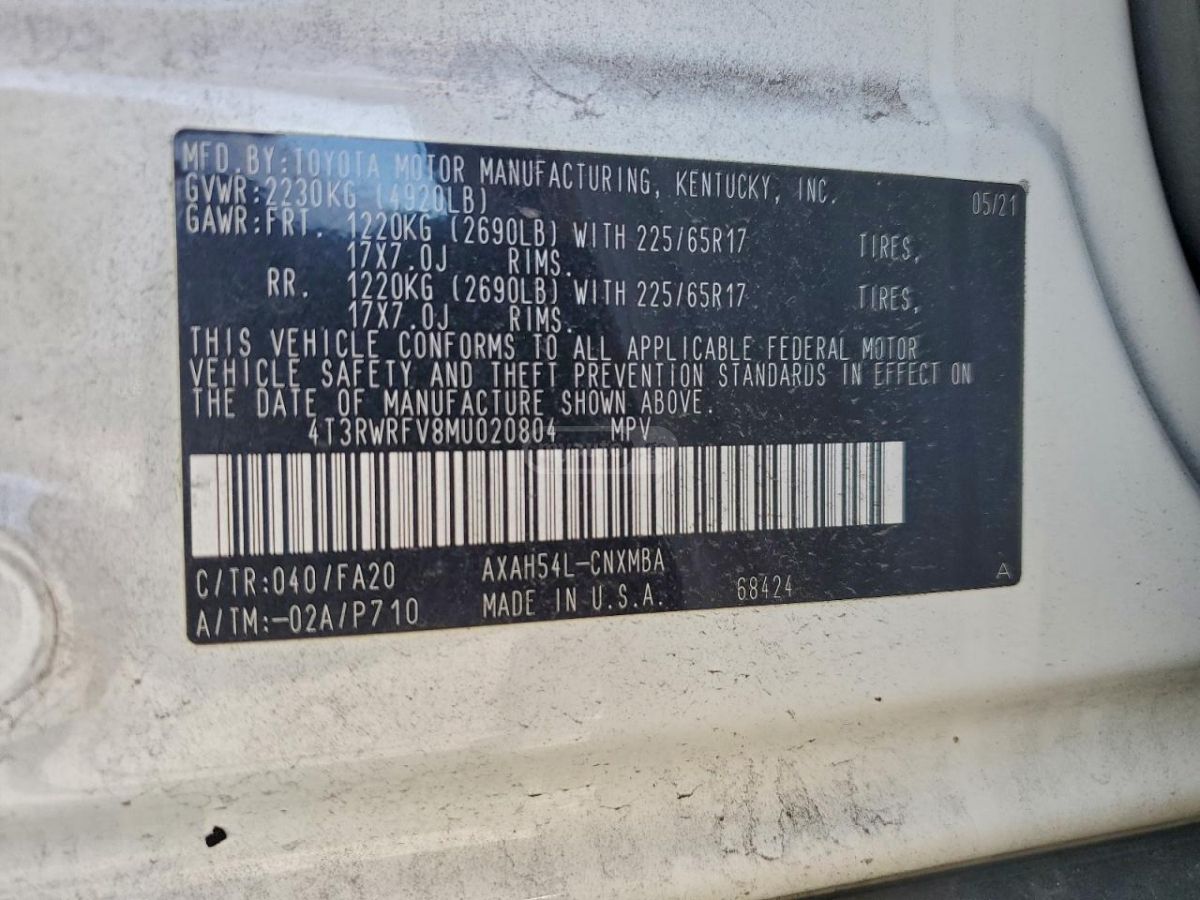 MFD. BY: TOYOTA MOTOR MANUFACTURING, KENTUCKY, INC. 05/21
GVWR: 2230KG (4920LB)
GAWR: FRT. 1220KG (2690LB) WITH 225/65R17 TIRES,
17X7.0J RIMS.
RR. 1220KG (2690LB) WITH 225/65R17 TIRES,
17X7.0J RIMS.
THIS VEHICLE CONFORMS TO ALL APPLICABLE FEDERAL MOTOR
VEHICLE SAFETY AND THEFT PREVENTION STANDARDS IN EFFECT ON
THE DATE OF MANUFACTURE SHOWN ABOVE.
4T3RWRFV8MU020804 MPV
C/TR:040/FA20 AXAH54L-CNXMBA
A/TM:-02A/P710 MADE IN U.S.A. 68424 A